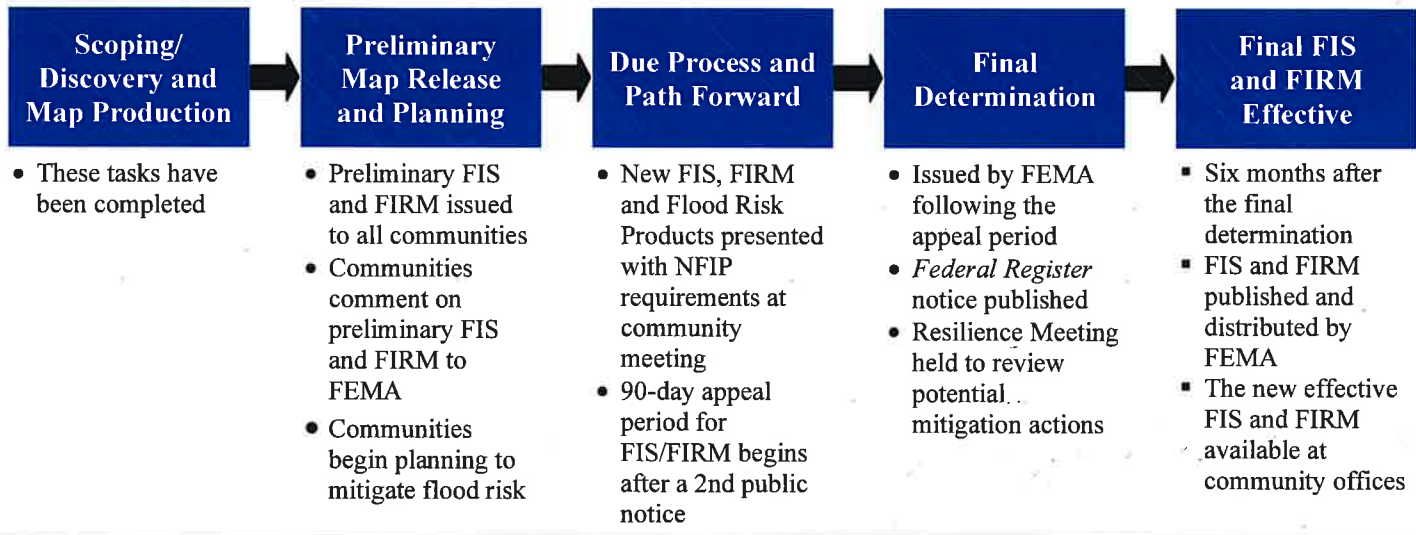 Scoping/
Discovery and
Map Production
Preliminary
Map Release
and Planning
Due Process and
Path Forward
Final
Determination
Final FIS
and FIRM
Effective
• These tasks have
been completed
• Preliminary FIS
and FIRM issued
to all communities
• Communities
comment on
preliminary FIS
and FIRM to
FEMA
• Communities
begin planning to
mitigate flood risk
• New FIS, FIRM
and Flood Risk
Products presented
with NFIP
requirements at
community
meeting
• 90-day appeal
period for
FIS/FIRM begins
after a 2nd public
notice
• Issued by FEMA
following the
appeal period
• Federal Register
notice published
• Resilience Meeting
held to review
potential
mitigation actions
▪ Six months after
the final
determination
▪ FIS and FIRM
published and
distributed by
FEMA
▪ The new effective
FIS and FIRM
available at
community offices